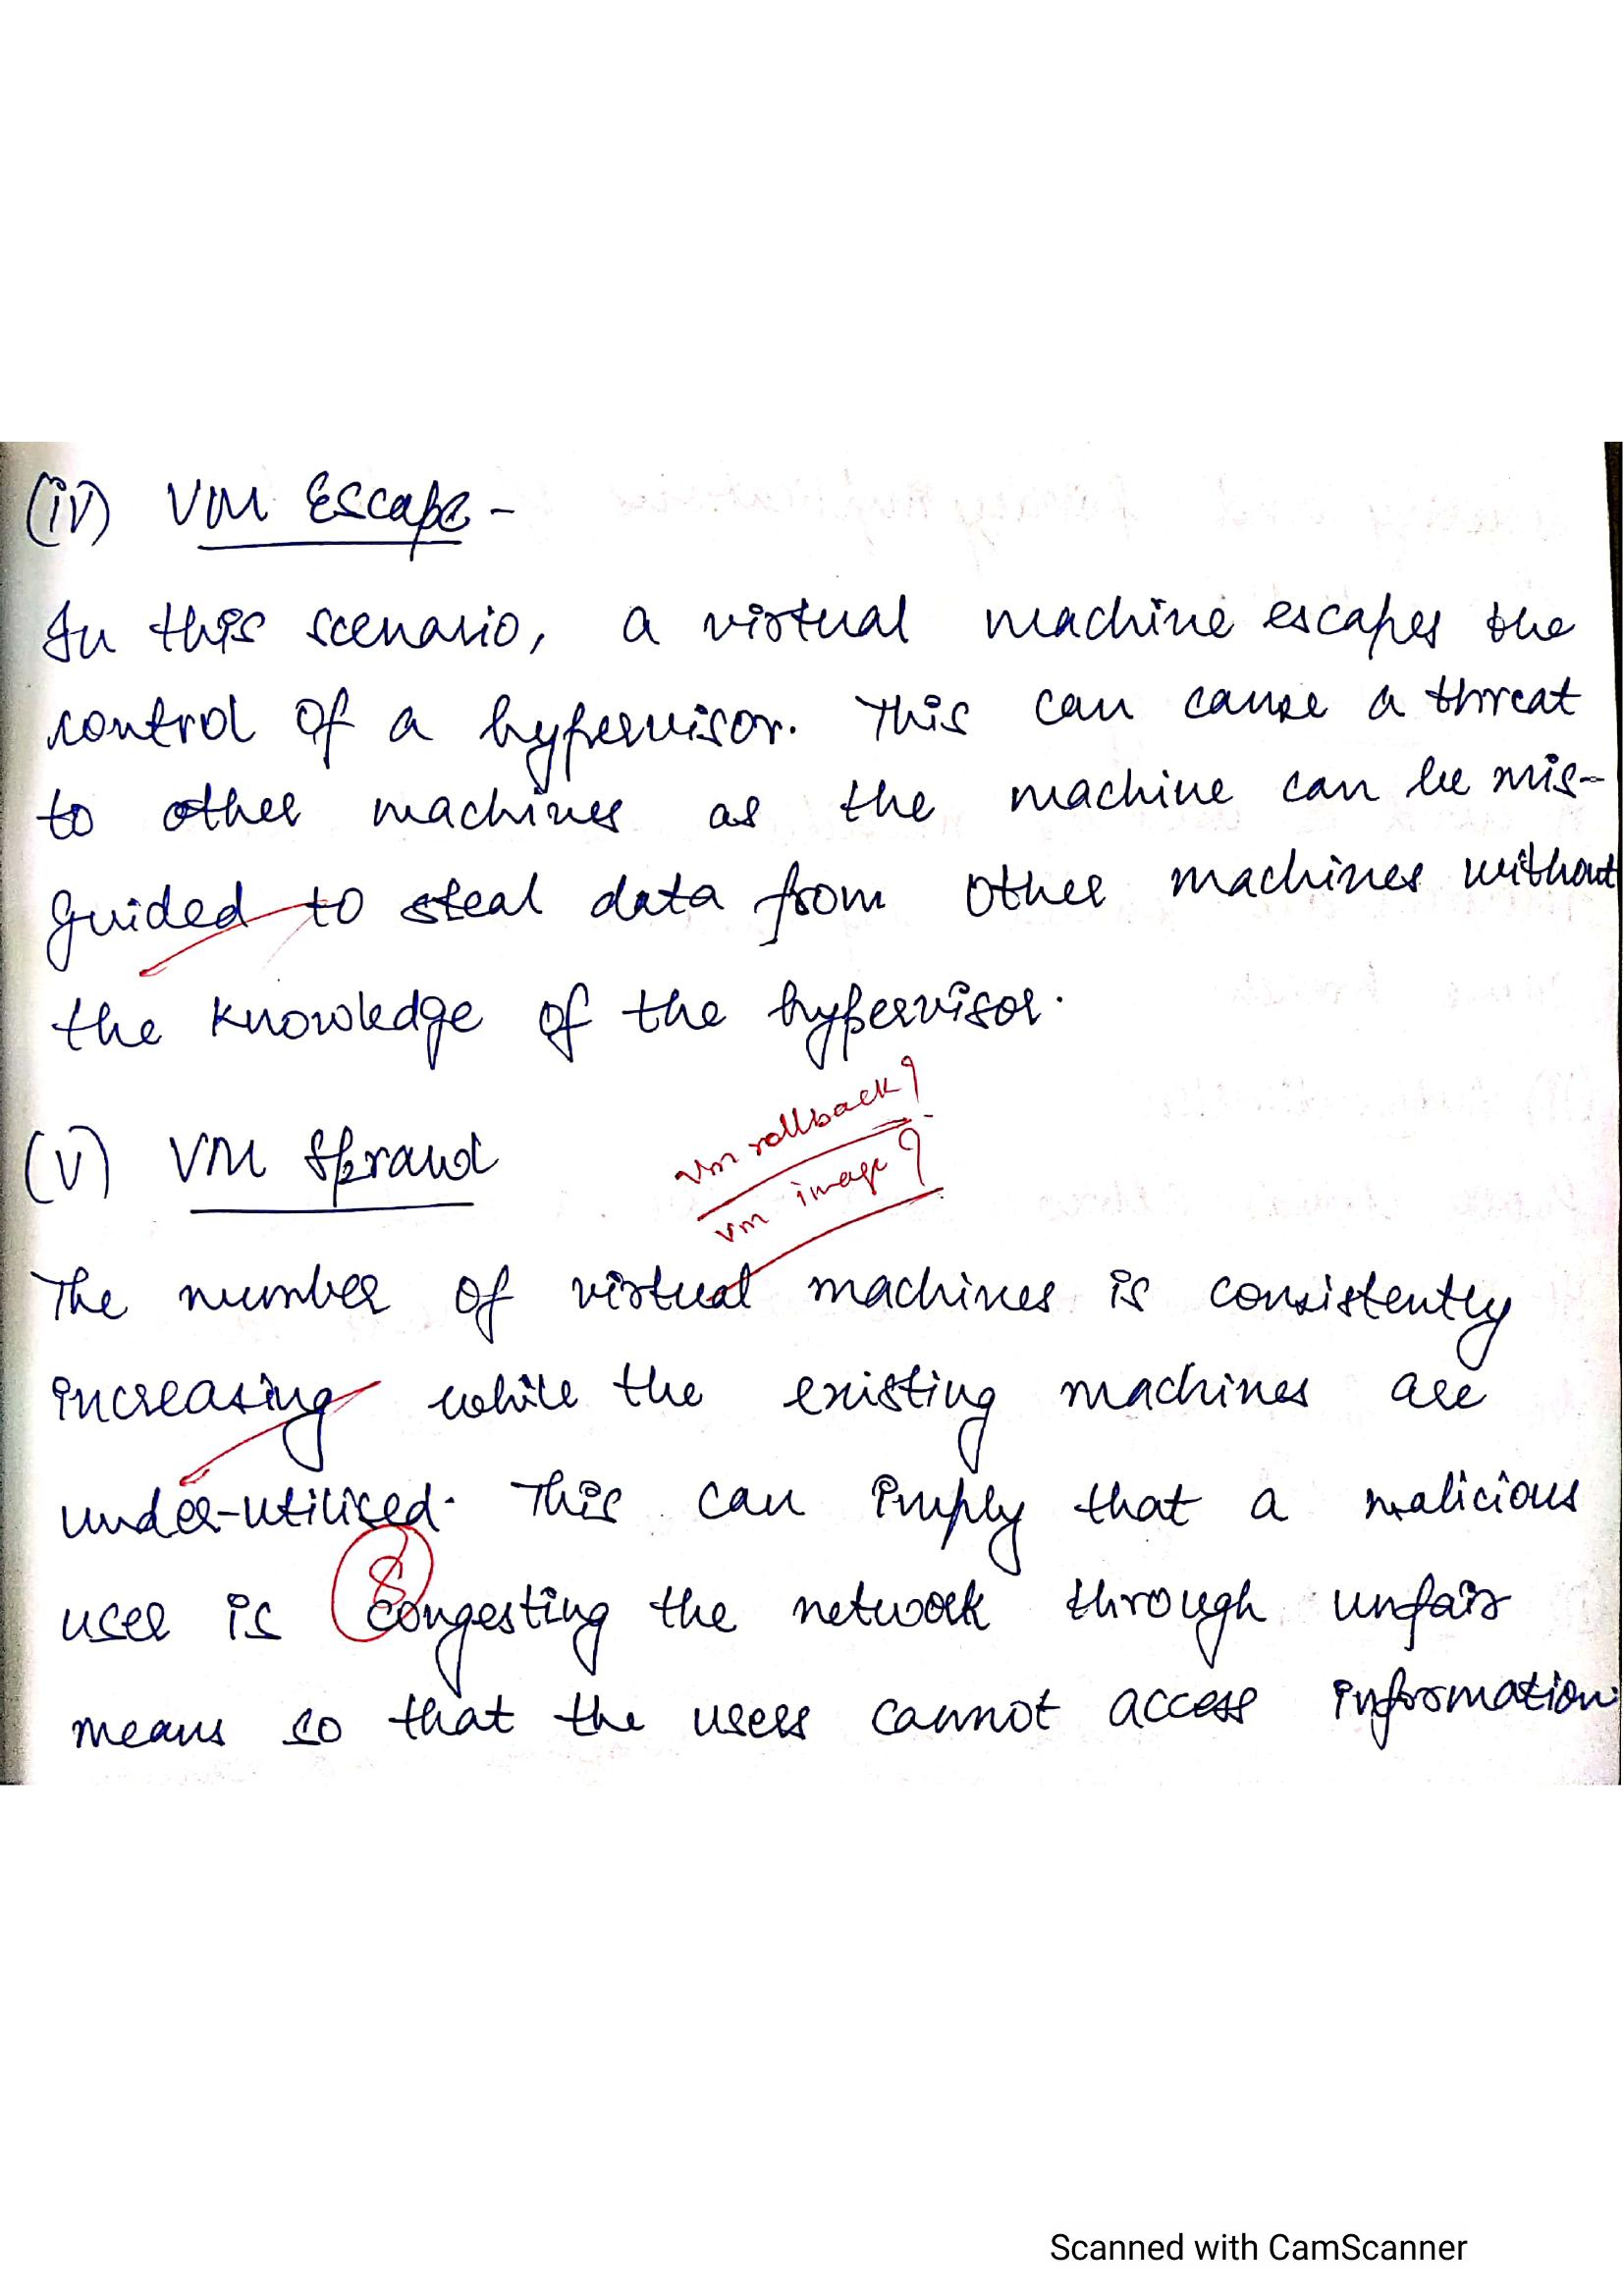 (iv) VM Escape -
In this scenario, a virtual machine escapes the
control of a hypervisor. This can cause a threat
to other machines as the machine can be mis-
guided to steal data from other machines without
the knowledge of the hypervisor.
VM rollback?
(V) VM Sprawl
VM image?
The number of virtual machines is consistently
increasing while the existing machines are
under-utilised. This can imply that a malicious
8
user is congesting the network through unfair
means so that the users cannot access information.
Scanned with CamScanner